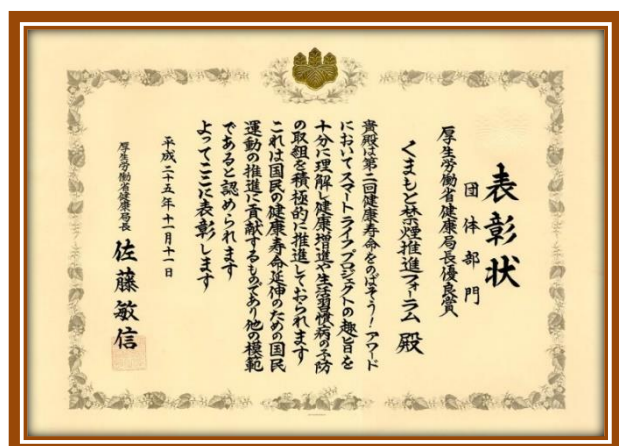 表彰状
団体部門
厚生労働省健康局長優良賞
くまもと禁煙推進フォーラム 殿
貴殿は第二回健康寿命をのばそう!アワード
においてスマートライフプロジェクトの趣旨を
十分に理解し健康増進や生活習慣病の予防
の取組を積極的に推進しておられます
これは国民の健康寿命延伸のための国民
運動の推進に貢献するものであり他の模範
であると認められます
よってここに表彰します
平成二十五年十一月十一日
厚生労働省健康局長 佐藤敏信